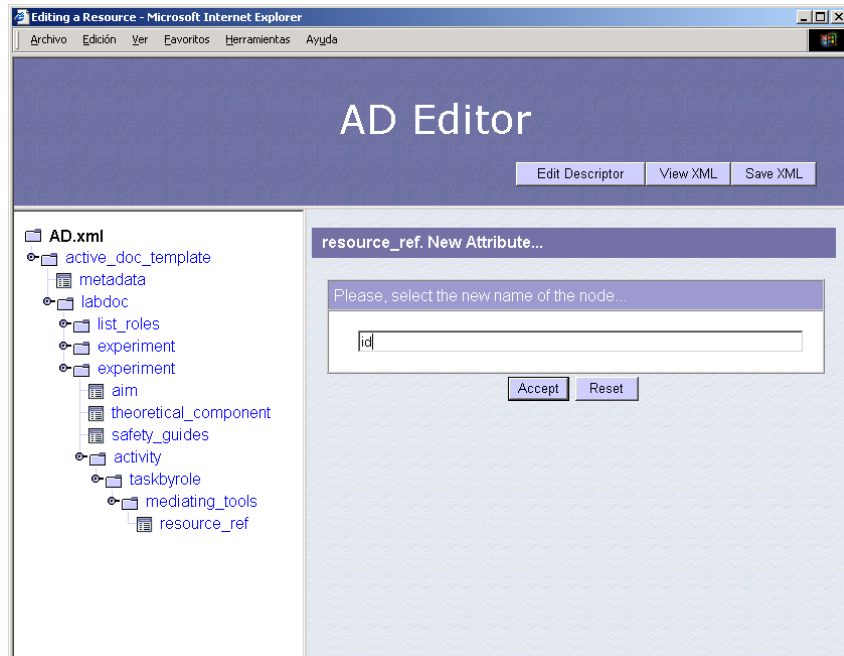 Editing a Resource - Microsoft Internet Explorer
Archivo Edición Ver Favoritos Herramientas Ayuda
AD Editor
Edit Descriptor View XML Save XML
AD.xml
active_doc_template
metadata
labdoc
list_roles
experiment
experiment
aim
theoretical_component
safety_guides
activity
taskbyrole
mediating_tools
resource_ref
resource_ref. New Attribute...
Please, select the new name of the node...
id
Accept Reset